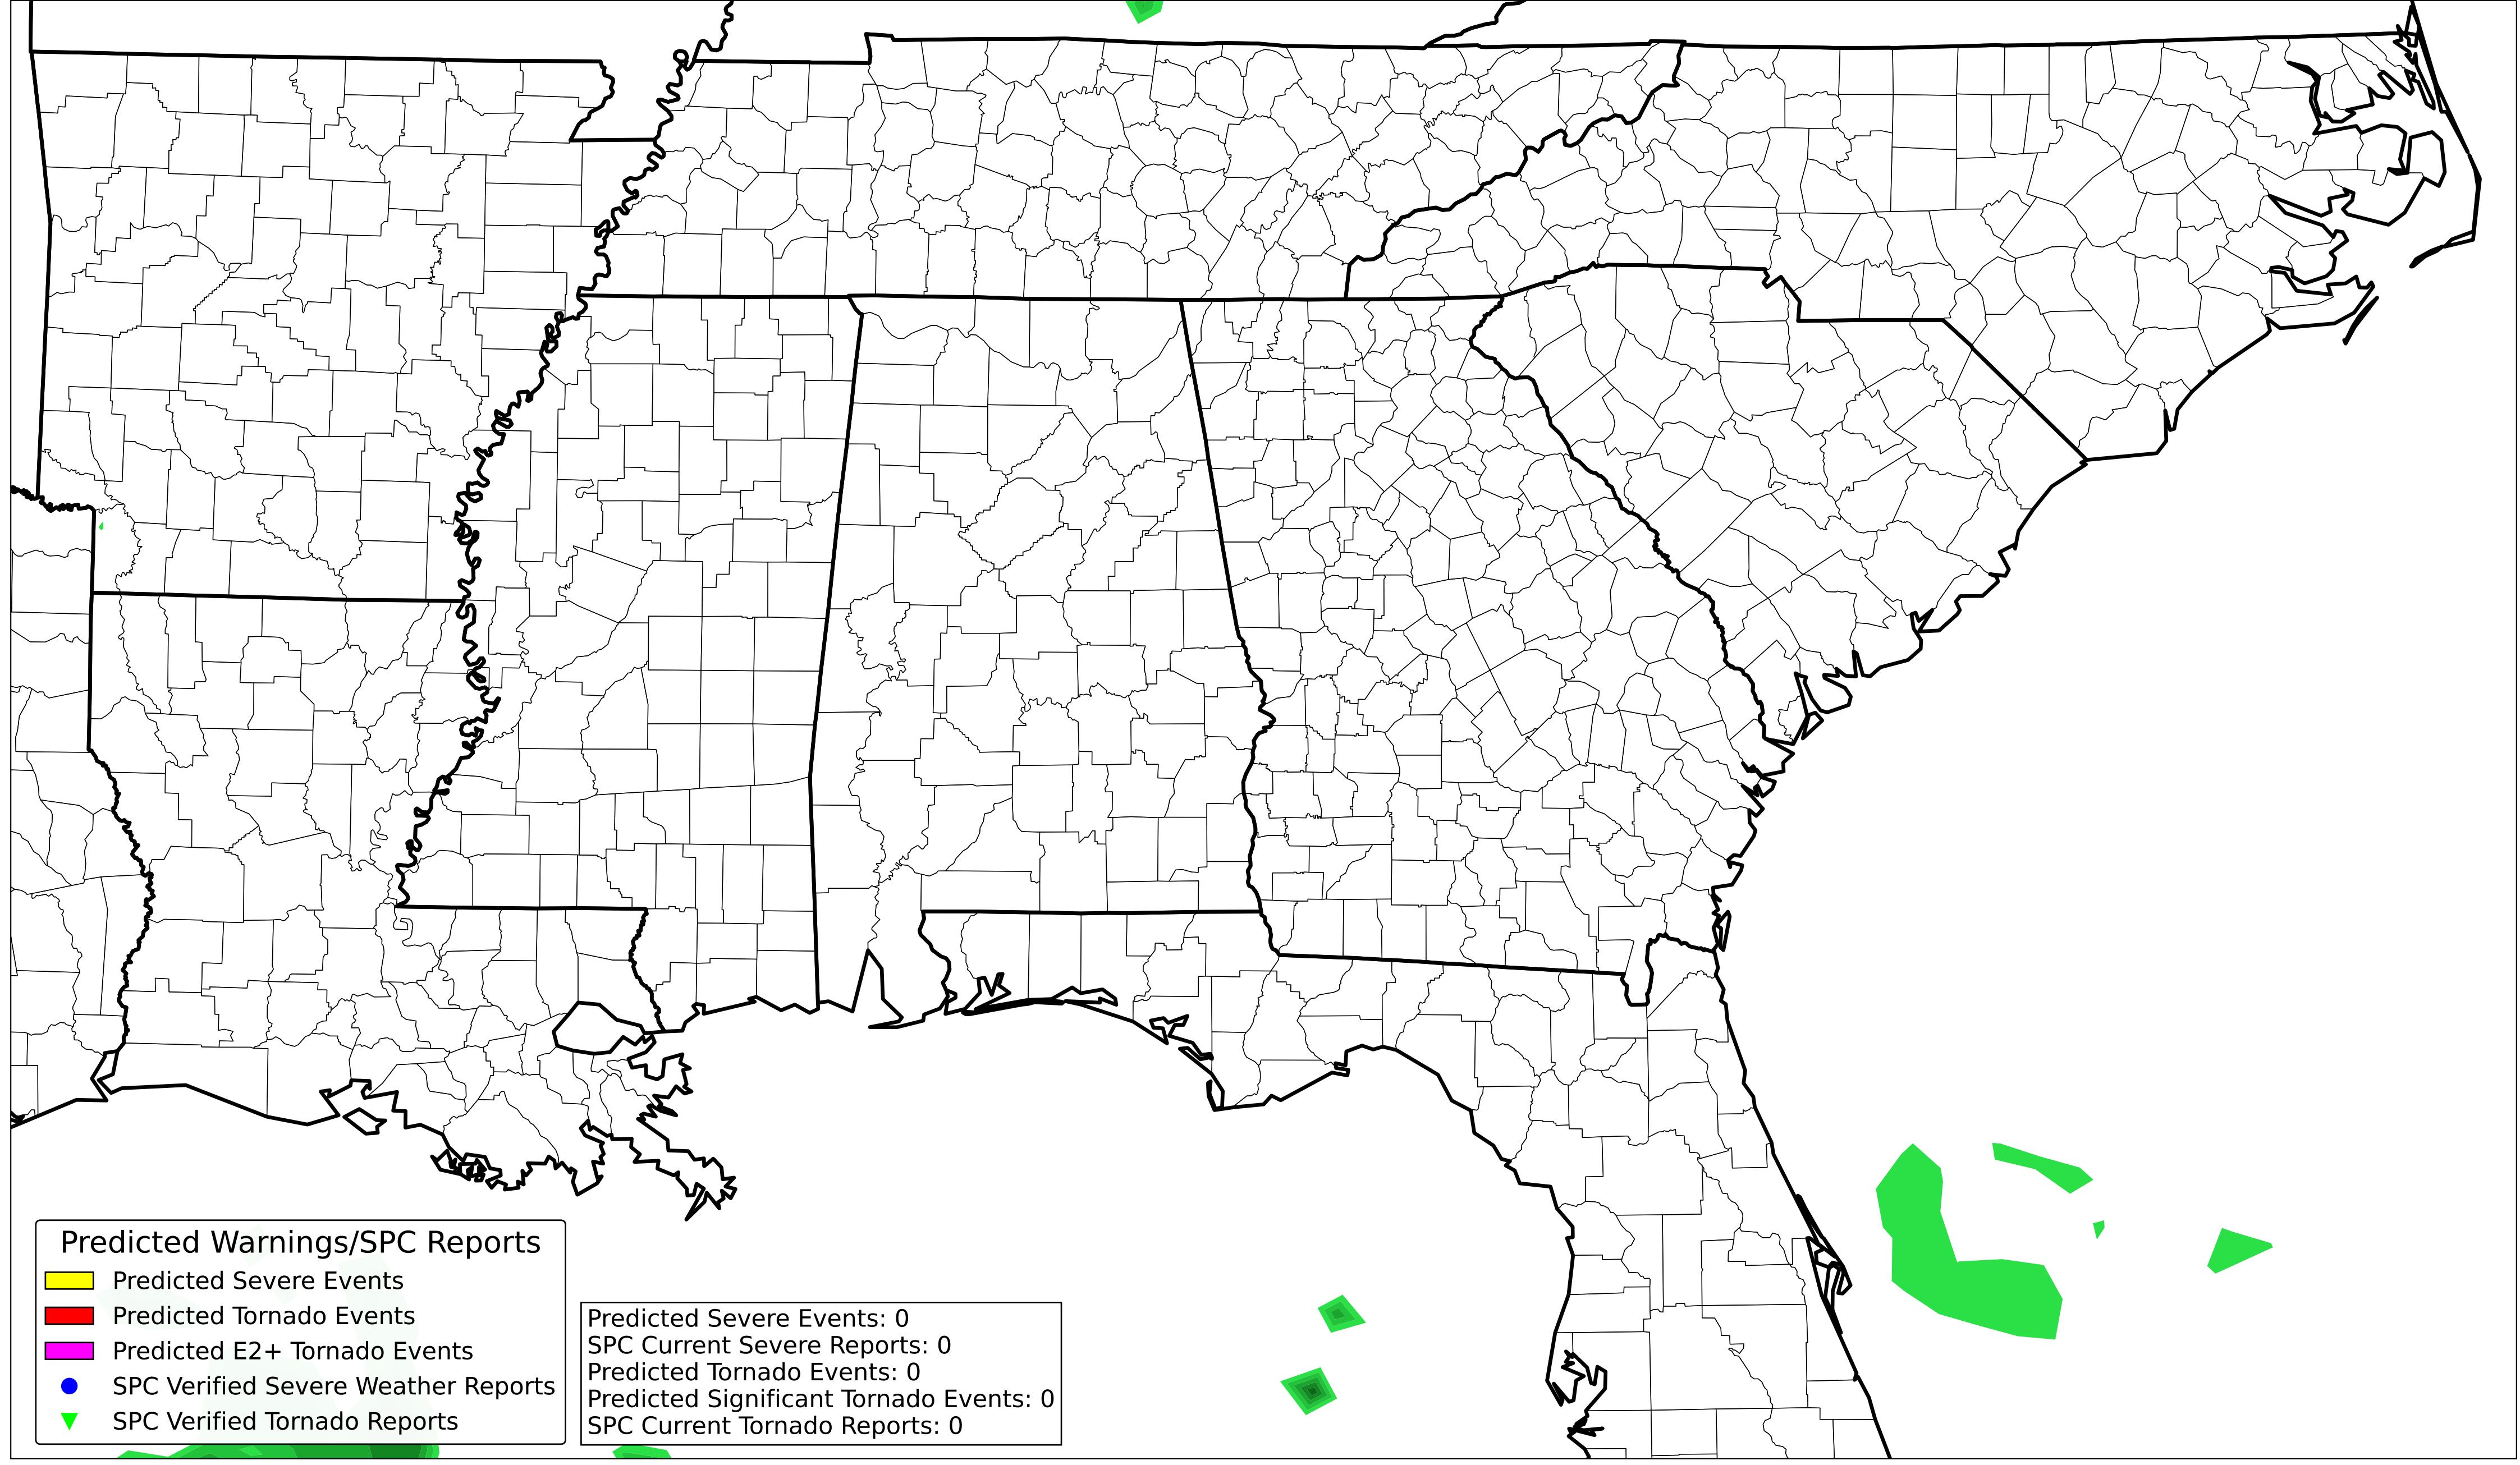 Predicted Warnings/SPC Reports
Predicted Severe Events
Predicted Tornado Events
Predicted E2+ Tornado Events
SPC Verified Severe Weather Reports
SPC Verified Tornado Reports
Predicted Severe Events: 0
SPC Current Severe Reports: 0
Predicted Tornado Events: 0
Predicted Significant Tornado Events: 0
SPC Current Tornado Reports: 0